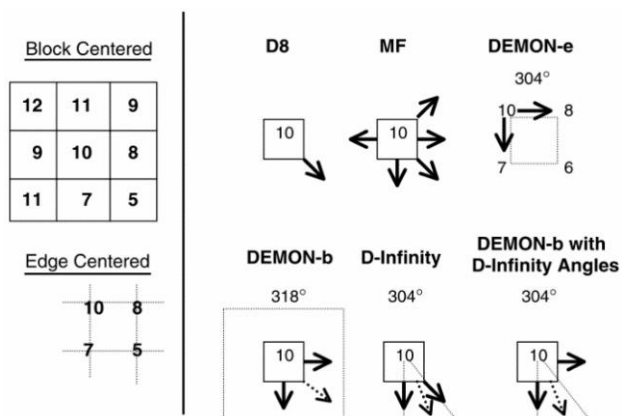 Block Centered
12 11 9
9 10 8
11 7 5
Edge Centered
10 8
7 5
D8
10
MF
10
DEMON-e
304°
10 8
7 6
DEMON-b
318°
10
D-Infinity
304°
10
DEMON-b with
D-Infinity Angles
304°
10